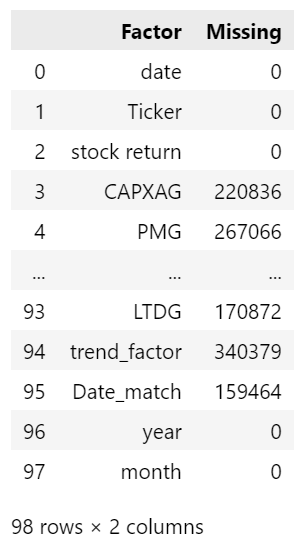 Factor Missing
0 date 0
1 Ticker 0
2 stock return 0
3 CAPXAG 220836
4 PMG 267066
... ... ...
93 LTDG 170872
94 trend_factor 340379
95 Date_match 159464
96 year 0
97 month 0
98 rows × 2 columns